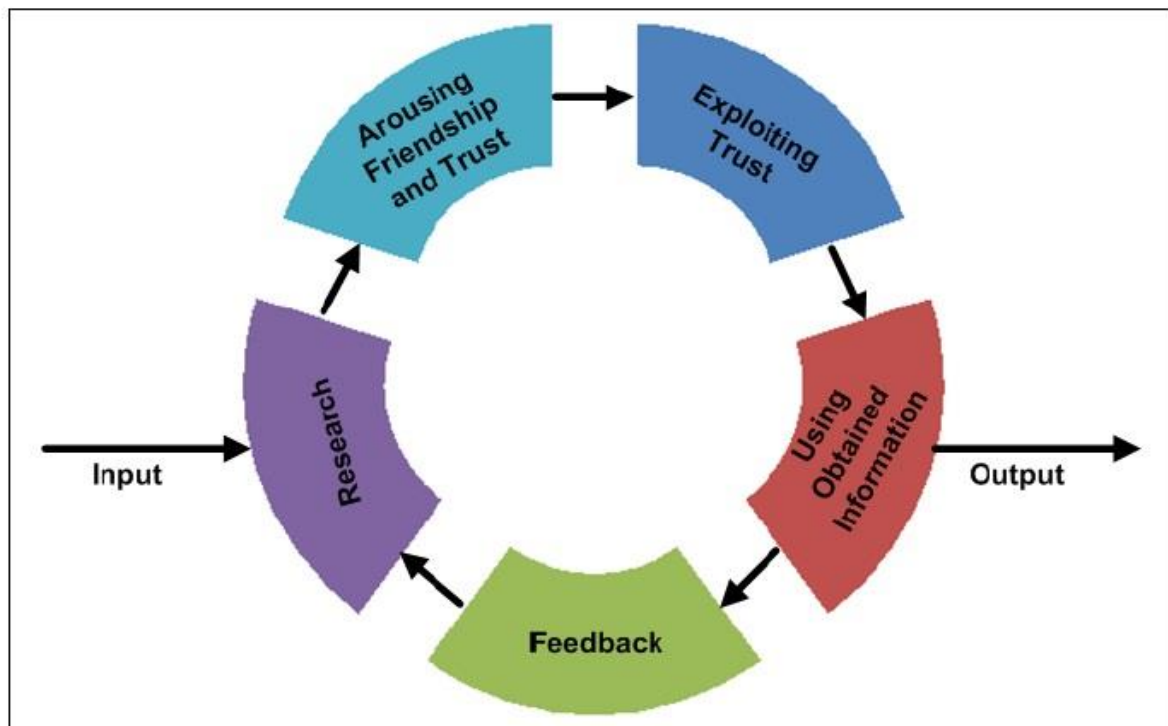 Arousing
Friendship
and Trust
Exploiting
Trust
Research
Using
Obtained
Information
Input
Output
Feedback